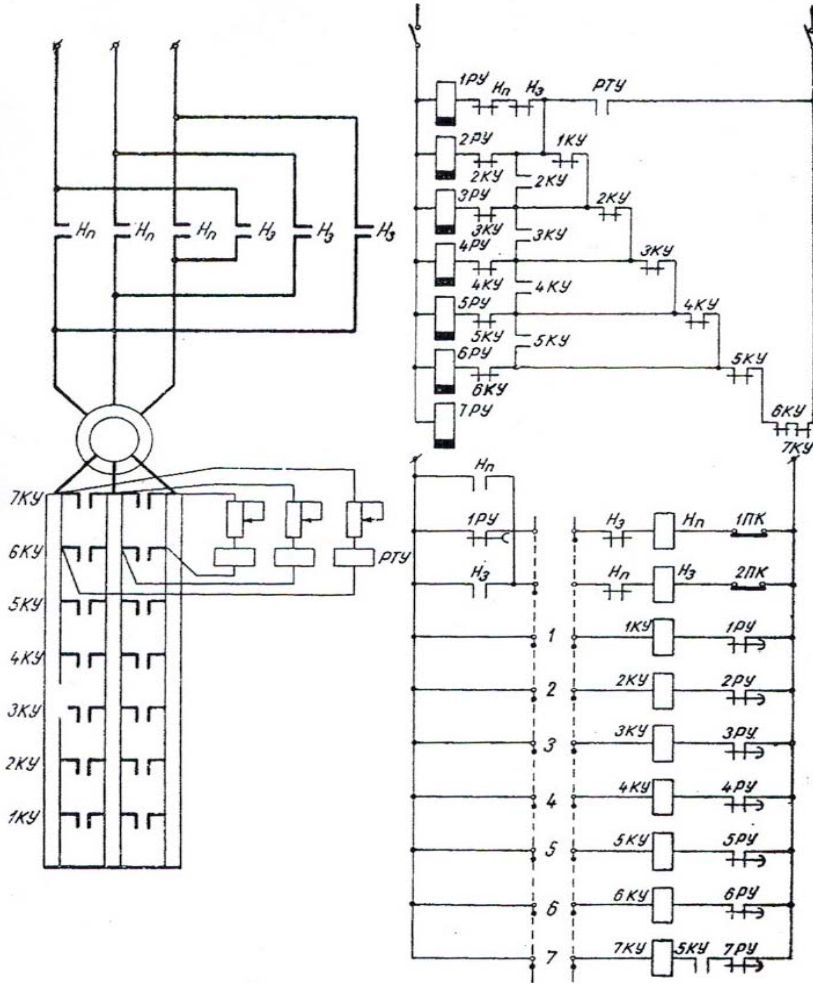 1РУ Нп Нз РТУ
2РУ 1КУ
2КУ 2КУ
3РУ 2КУ
3КУ 3КУ
Нп Нп Нп Нз Нз Нз
4РУ 3КУ
4КУ 4КУ
5РУ 4КУ
5КУ 5КУ
6РУ 5КУ
6КУ
7РУ 6КУ
7КУ
Нп
7КУ
1РУ Нз Нп 1ПК
6КУ РТУ
Нз Нп Нз 2ПК
5КУ
1 1КУ 1РУ
4КУ
2 2КУ 2РУ
3КУ
3 3КУ 3РУ
2КУ
4 4КУ 4РУ
1КУ
5 5КУ 5РУ
6 6КУ 6РУ
7 7КУ 5КУ 7РУ